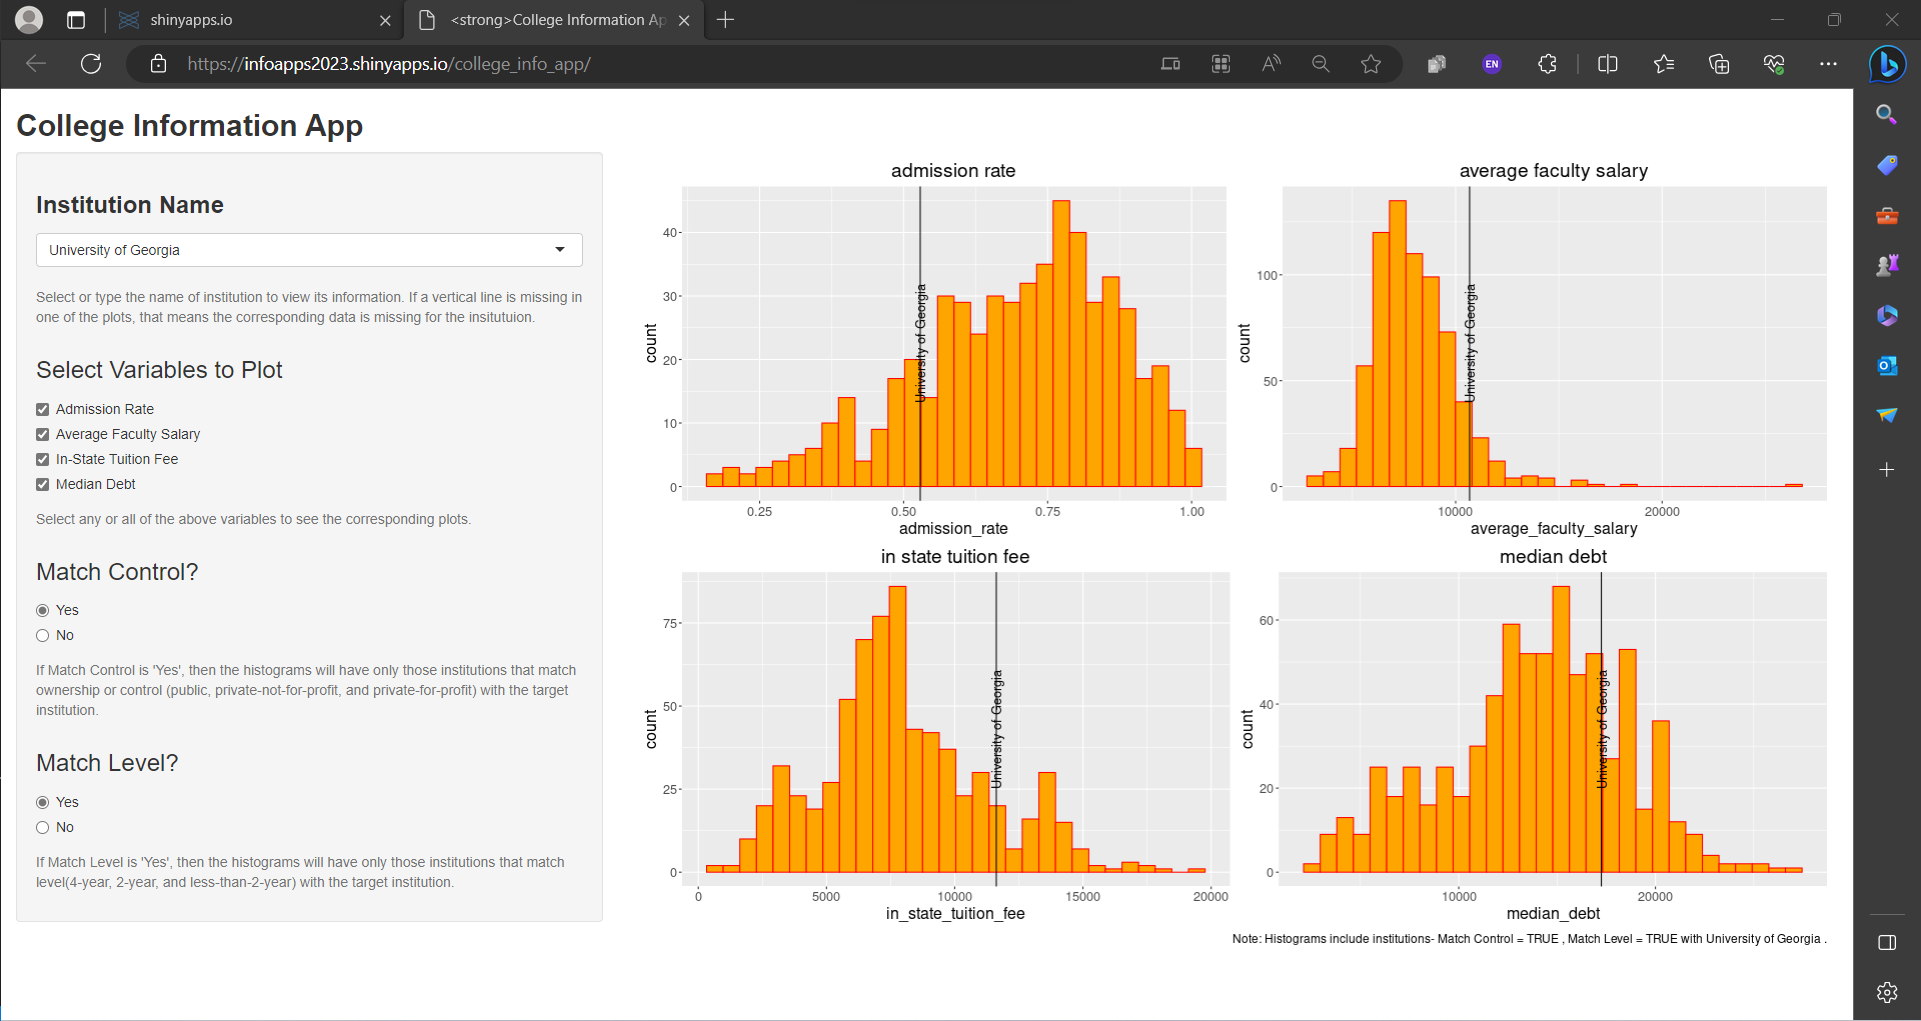 shinyapps.io
<strong>College Information Ap
https://infoapps2023.shinyapps.io/college_info_app/
EN
College Information App
Institution Name
University of Georgia
Select or type the name of institution to view its information. If a vertical line is missing in
one of the plots, that means the corresponding data is missing for the insitutuion.
Select Variables to Plot
Admission Rate
Average Faculty Salary
In-State Tuition Fee
Median Debt
Select any or all of the above variables to see the corresponding plots.
Match Control?
Yes
No
If Match Control is 'Yes', then the histograms will have only those institutions that match
ownership or control (public, private-not-for-profit, and private-for-profit) with the target
institution.
Match Level?
Yes
No
If Match Level is 'Yes', then the histograms will have only those institutions that match
level(4-year, 2-year, and less-than-2-year) with the target institution.
admission rate
count
40
30
20
10
0
University of Georgia
0.25 0.50 0.75 1.00
admission_rate
average faculty salary
count
100
50
0
University of Georgia
10000 20000
average_faculty_salary
in state tuition fee
count
75
50
25
0
University of Georgia
0 5000 10000 15000 20000
in_state_tuition_fee
median debt
count
60
40
20
0
University of Georgia
10000 20000
median_debt
Note: Histograms include institutions- Match Control = TRUE , Match Level = TRUE with University of Georgia .